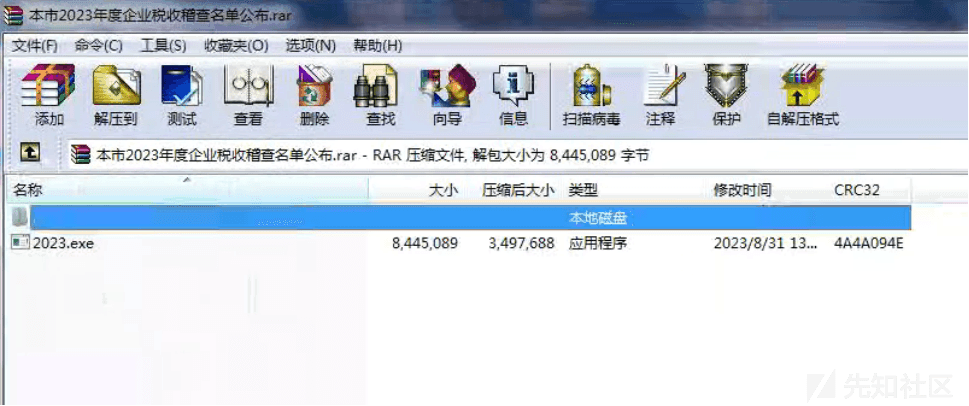 本市2023年度企业税收稽查名单公布.rar
文件(F) 命令(C) 工具(S) 收藏夹(O) 选项(N) 帮助(H)
添加 解压到 测试 查看 删除 查找 向导 信息 扫描病毒 注释 保护 自解压格式
本市2023年度企业税收稽查名单公布.rar - RAR 压缩文件, 解包大小为 8,445,089 字节
名称 大小 压缩后大小 类型 修改时间 CRC32
本地磁盘
2023.exe 8,445,089 3,497,688 应用程序 2023/8/31 13... 4A4A094E
先知社区